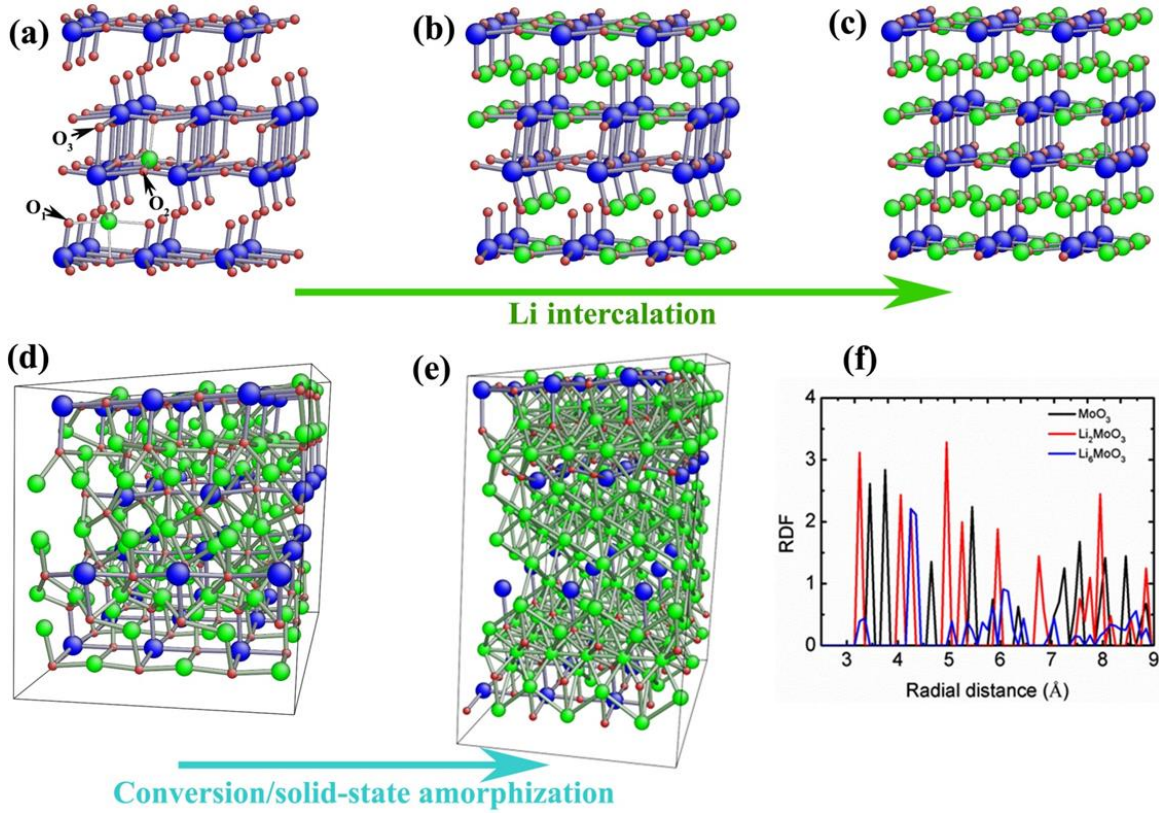 (a)
(b)
(c)
O₃
O₁
O₂
Li intercalation
(d)
(e)
(f)
4
3
2
1
0
RDF
MoO₃
Li₂MoO₃
Li₆MoO₃
3 4 5 6 7 8 9
Radial distance (Å)
Conversion/solid-state amorphization